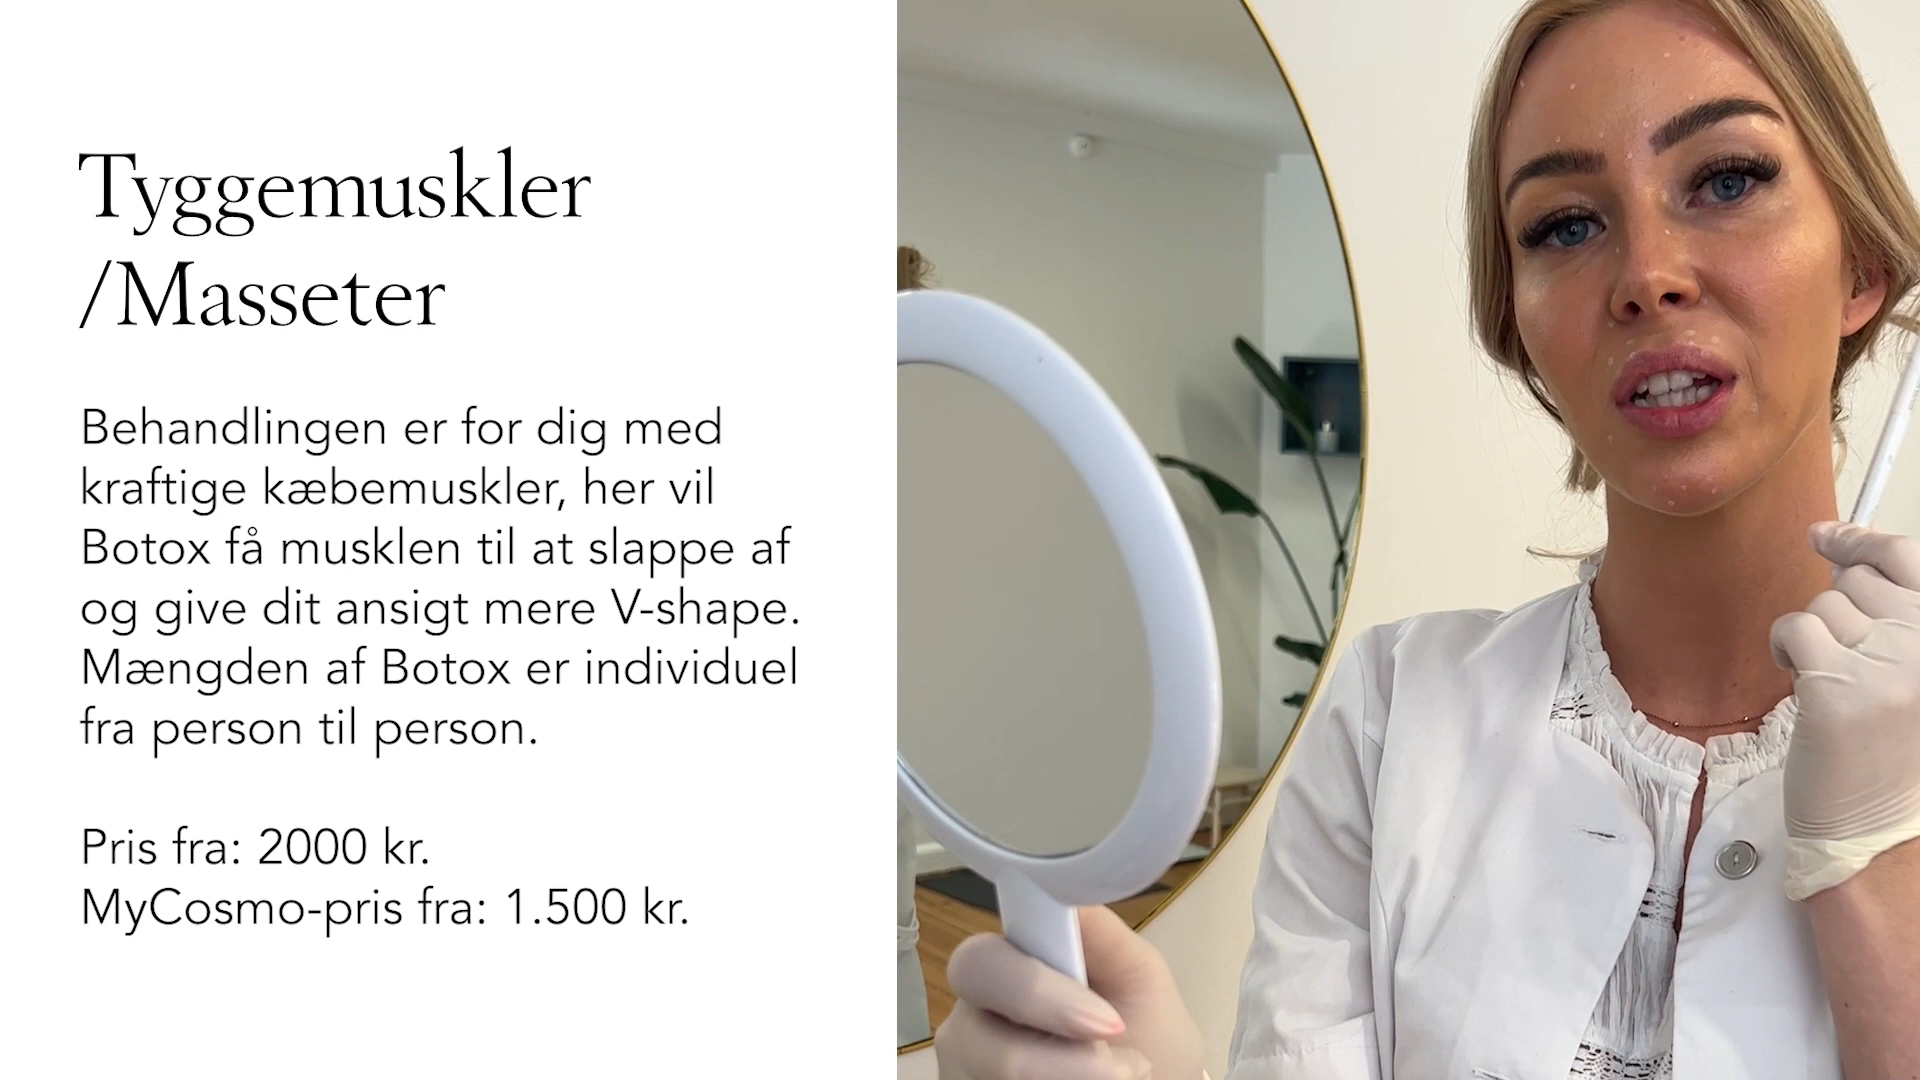 Tyggemuskler
/Masseter
Behandlingen er for dig med
kraftige kæbemuskler, her vil
Botox få musklen til at slappe af
og give dit ansigt mere V-shape.
Mængden af Botox er individuel
fra person til person.
Pris fra: 2000 kr.
MyCosmo-pris fra: 1.500 kr.